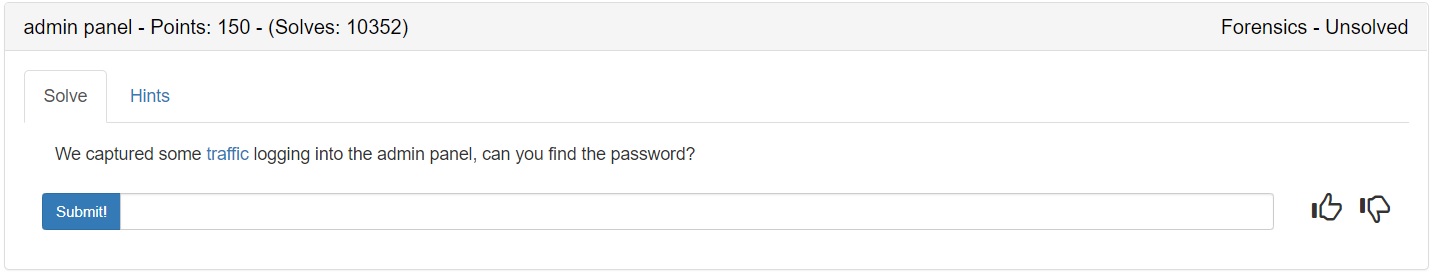 admin panel - Points: 150 - (Solves: 10352) Forensics - Unsolved
Solve Hints
We captured some traffic logging into the admin panel, can you find the password?
Submit!